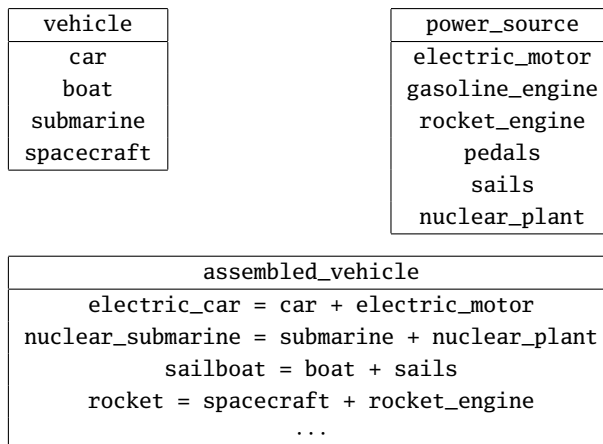 vehicle
car
boat
submarine
spacecraft
power_source
electric_motor
gasoline_engine
rocket_engine
pedals
sails
nuclear_plant
assembled_vehicle
electric_car = car + electric_motor
nuclear_submarine = submarine + nuclear_plant
sailboat = boat + sails
rocket = spacecraft + rocket_engine
...